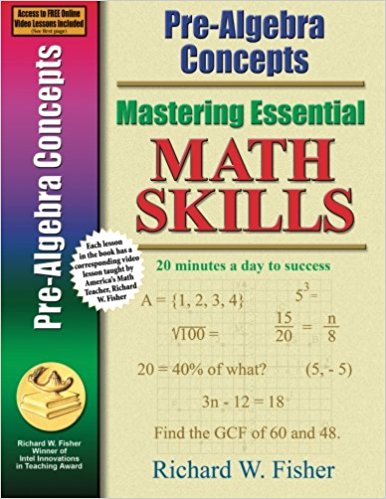 Access to FREE Online
Video Lessons Included
(See first page)
Pre-Algebra Concepts
Pre-Algebra
Concepts
Mastering Essential
MATH
SKILLS
20 minutes a day to success
Each lesson
in the book has a
corresponding video
lesson taught by
America's Math
Teacher, Richard
W. Fisher
A = {1, 2, 3, 4}
5³=
√100 =
15/20 = n/8
20 = 40% of what?
(5, - 5)
3n - 12 = 18
Find the GCF of 60 and 48.
Richard W. Fisher
Winner of
Intel Innovations
in Teaching Award
Richard W. Fisher